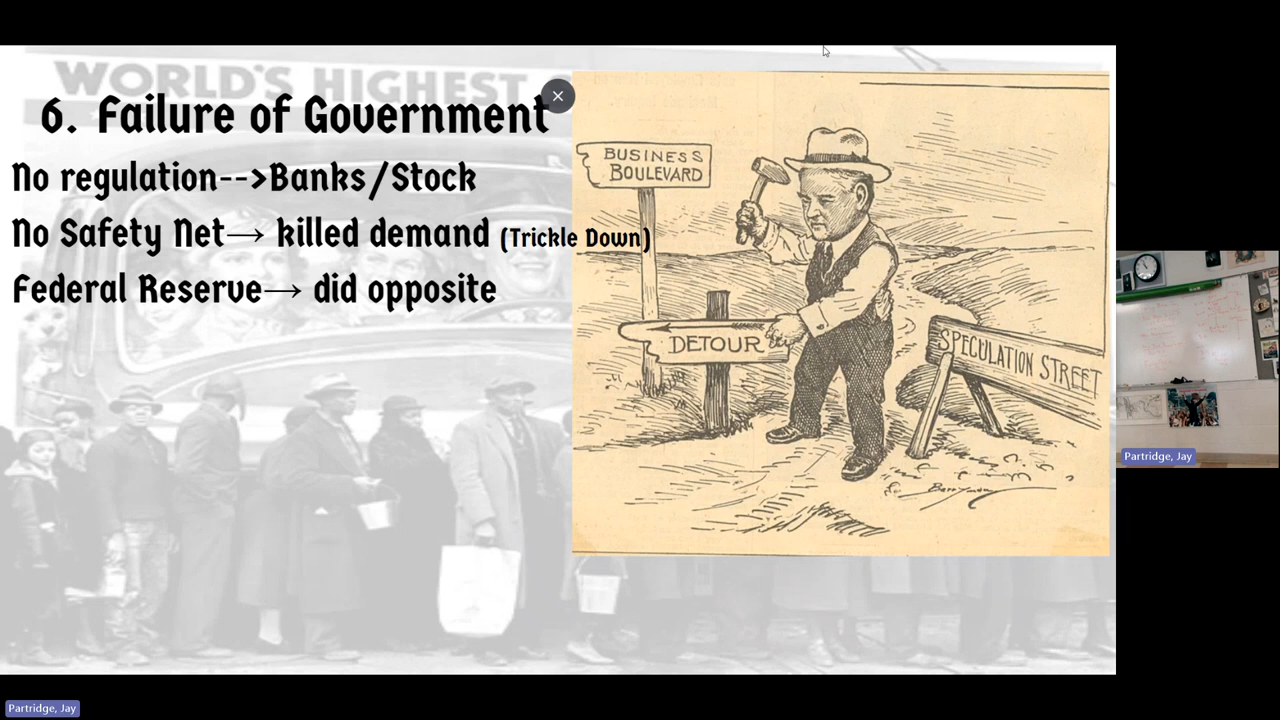 WORLD'S HIGHEST
6. Failure of Government
No regulation-->Banks/Stock
No Safety Net→ killed demand (Trickle Down)
Federal Reserve→ did opposite
BUSINESS
BOULEVARD
DETOUR
SPECULATION STREET
Berryman
Partridge, Jay
Partridge, Jay